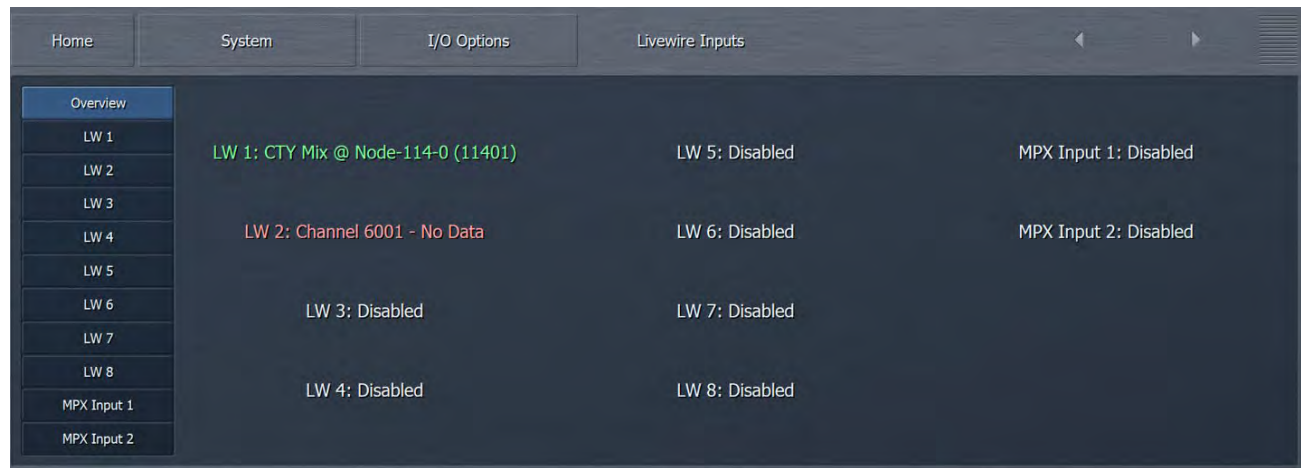 Home
System
I/O Options
Livewire Inputs
Overview
LW 1
LW 2
LW 3
LW 4
LW 5
LW 6
LW 7
LW 8
MPX Input 1
MPX Input 2
LW 1: CTY Mix @ Node-114-0 (11401)
LW 2: Channel 6001 - No Data
LW 3: Disabled
LW 4: Disabled
LW 5: Disabled
LW 6: Disabled
LW 7: Disabled
LW 8: Disabled
MPX Input 1: Disabled
MPX Input 2: Disabled